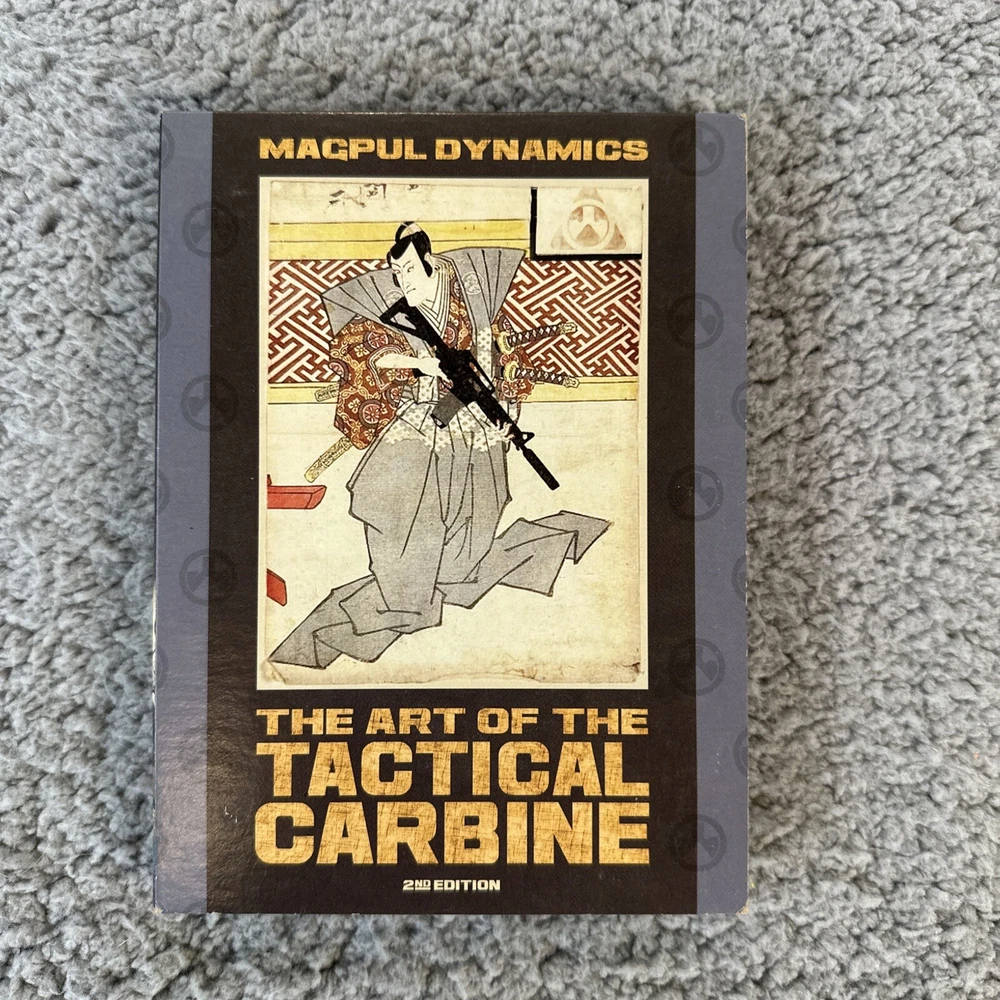 MAGPUL DYNAMICS
THE ART OF THE
TACTICAL
CARBINE
2ND EDITION